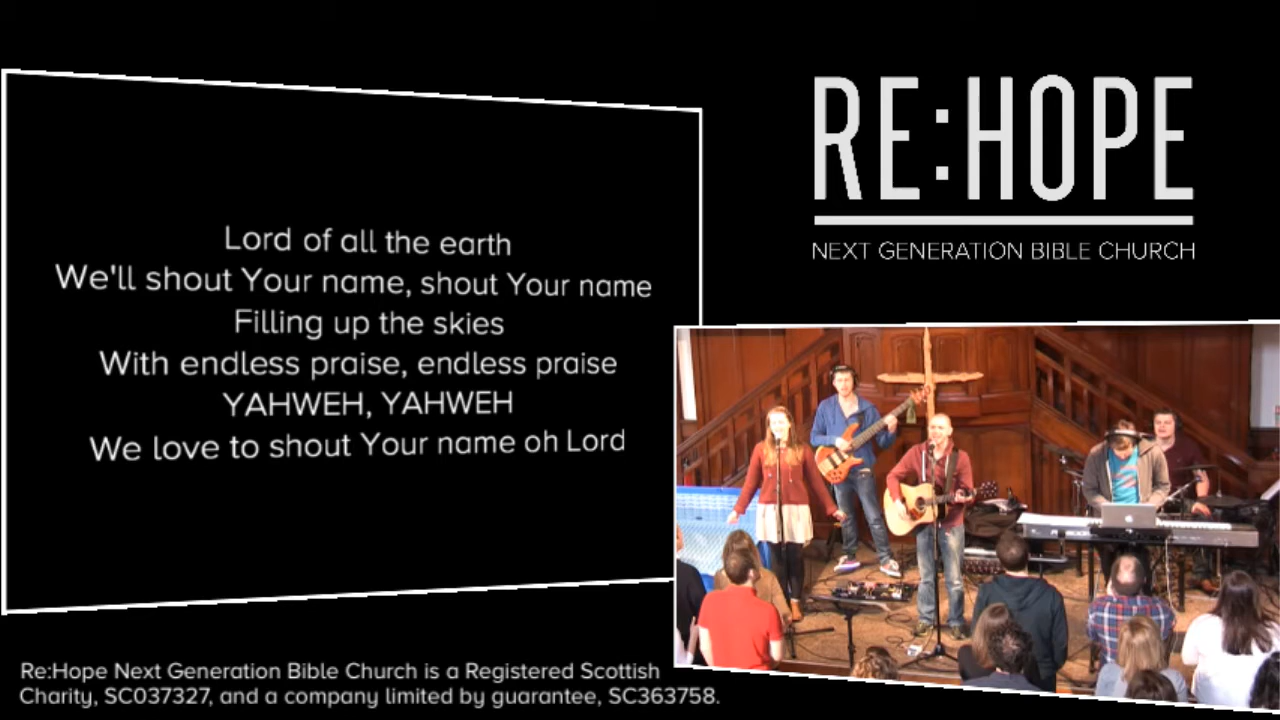 Lord of all the earth
We'll shout Your name, shout Your name
Filling up the skies
With endless praise, endless praise
YAHWEH, YAHWEH
We love to shout Your name oh Lord
RE:HOPE
NEXT GENERATION BIBLE CHURCH
Re:Hope Next Generation Bible Church is a Registered Scottish
Charity, SC037327, and a company limited by guarantee, SC363758.